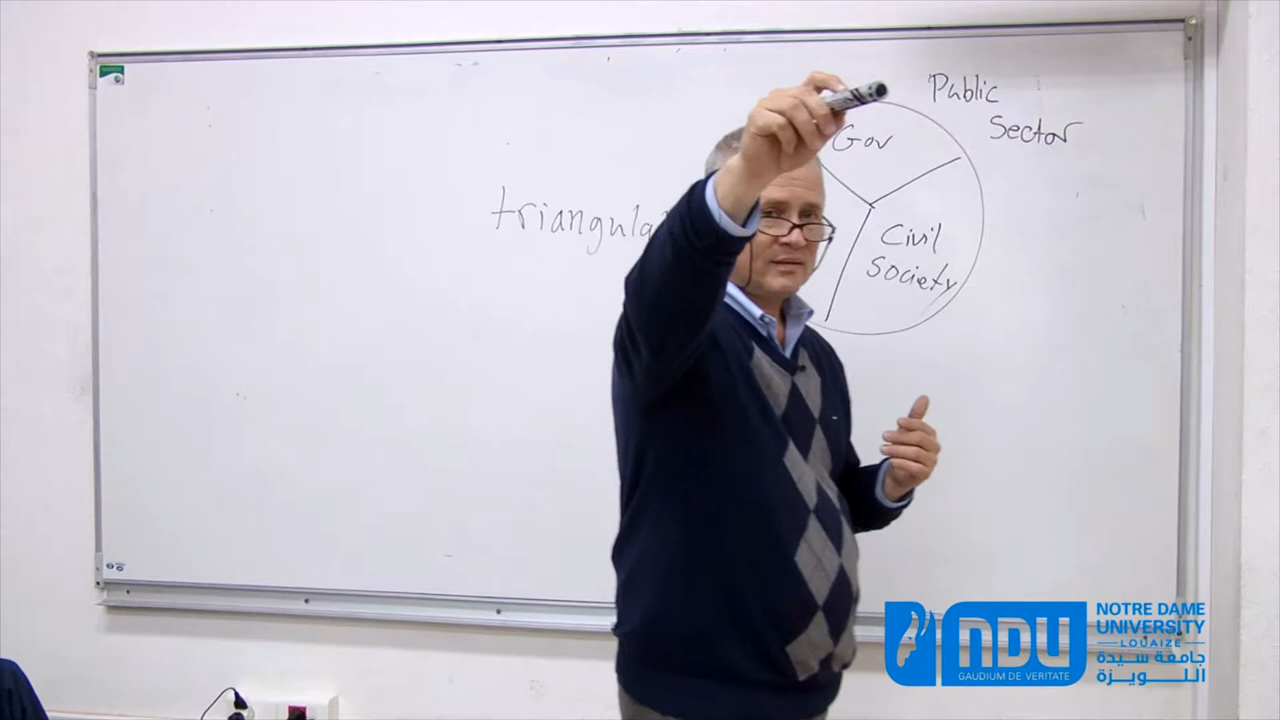 Public
Sector
Gov
triangula
Civil
Society
NDU
GAUDIUM DE VERITATE
NOTRE DAME
UNIVERSITY
LOUAIZE
جامعة سيدة
اللويزة